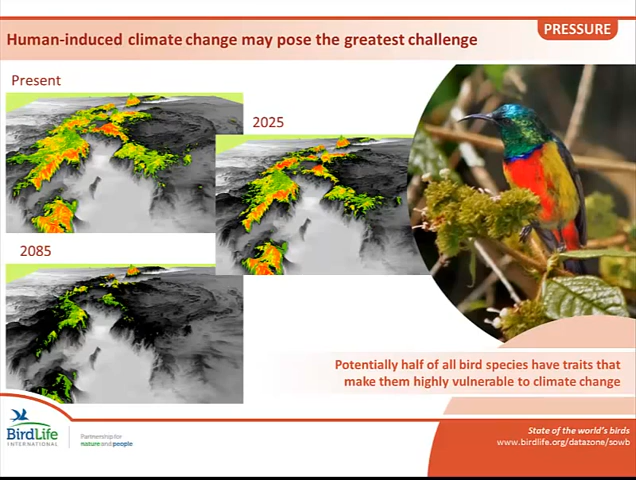 PRESSURE
Human-induced climate change may pose the greatest challenge
Present
2025
2085
Potentially half of all bird species have traits that
make them highly vulnerable to climate change
BirdLife
INTERNATIONAL
Partnership for
nature and people
State of the world's birds
www.birdlife.org/datazone/sowb